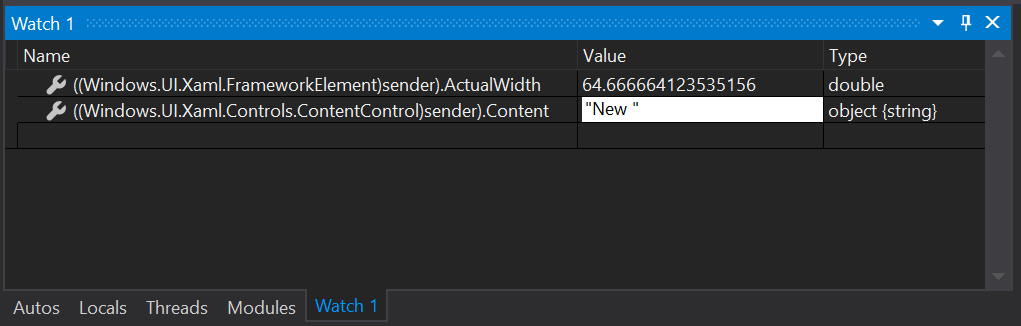 Watch 1
Name Value Type
((Windows.UI.Xaml.FrameworkElement)sender).ActualWidth 64.666664123535156 double
((Windows.UI.Xaml.Controls.ContentControl)sender).Content "New " object {string}
Autos Locals Threads Modules Watch 1